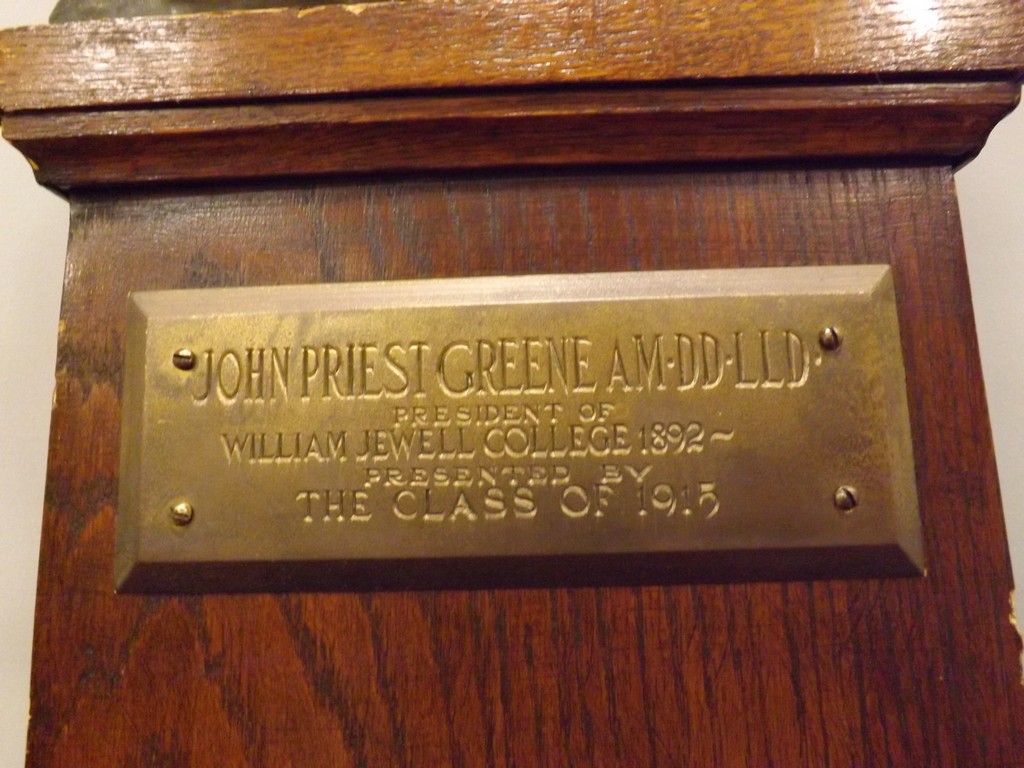 JOHN PRIEST GREENE AM·DD·LLD·
PRESIDENT OF
WILLIAM JEWELL COLLEGE 1892~
PRESENTED BY
THE CLASS OF 1915